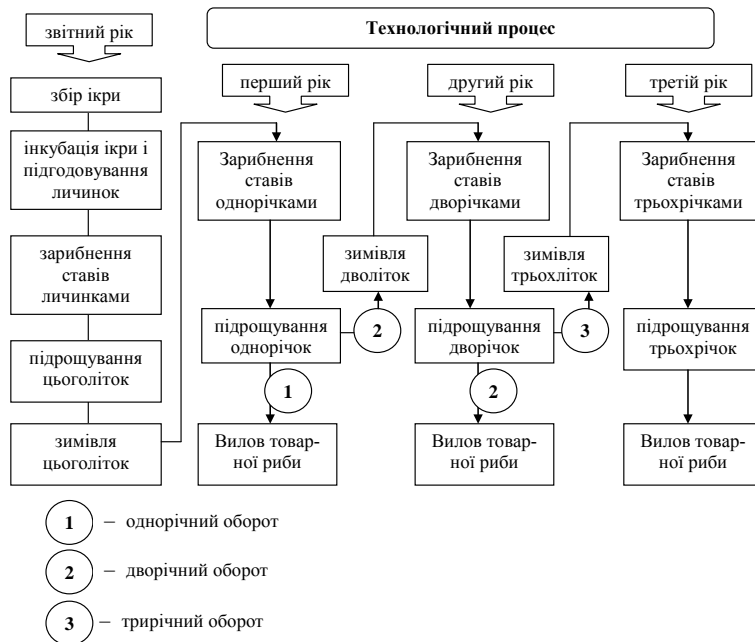 звітний рік
Технологічний процес
перший рік
другий рік
третій рік
збір ікри
інкубація ікри і
підгодовування
личинок
зарибнення
ставів
личинками
підрощування
цьоголіток
зимівля
цьоголіток
Зарибнення
ставів
однорічками
підрощування
однорічок
1
Вилов товар-
ної риби
2
зимівля
дволіток
Зарибнення
ставів
дворічками
підрощування
дворічок
2
Вилов товар-
ної риби
3
зимівля
трьохліток
Зарибнення
ставів
трьохрічками
підрощування
трьохрічок
Вилов товар-
ної риби
1 – однорічний оборот
2 – дворічний оборот
3 – трирічний оборот